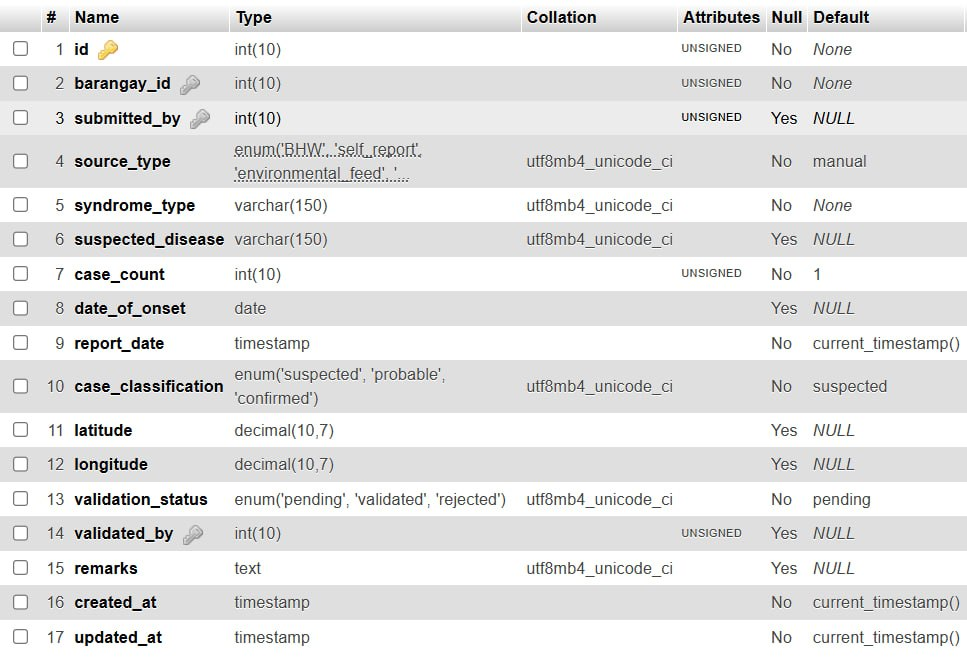 # Name Type Collation Attributes Null Default
1 id int(10) UNSIGNED No None
2 barangay_id int(10) UNSIGNED No None
3 submitted_by int(10) UNSIGNED Yes NULL
4 source_type enum('BHW', 'self_report', 'environmental_feed', '... utf8mb4_unicode_ci No manual
5 syndrome_type varchar(150) utf8mb4_unicode_ci No None
6 suspected_disease varchar(150) utf8mb4_unicode_ci Yes NULL
7 case_count int(10) UNSIGNED No 1
8 date_of_onset date Yes NULL
9 report_date timestamp No current_timestamp()
10 case_classification enum('suspected', 'probable', 'confirmed') utf8mb4_unicode_ci No suspected
11 latitude decimal(10,7) Yes NULL
12 longitude decimal(10,7) Yes NULL
13 validation_status enum('pending', 'validated', 'rejected') utf8mb4_unicode_ci No pending
14 validated_by int(10) UNSIGNED Yes NULL
15 remarks text utf8mb4_unicode_ci Yes NULL
16 created_at timestamp No current_timestamp()
17 updated_at timestamp No current_timestamp()